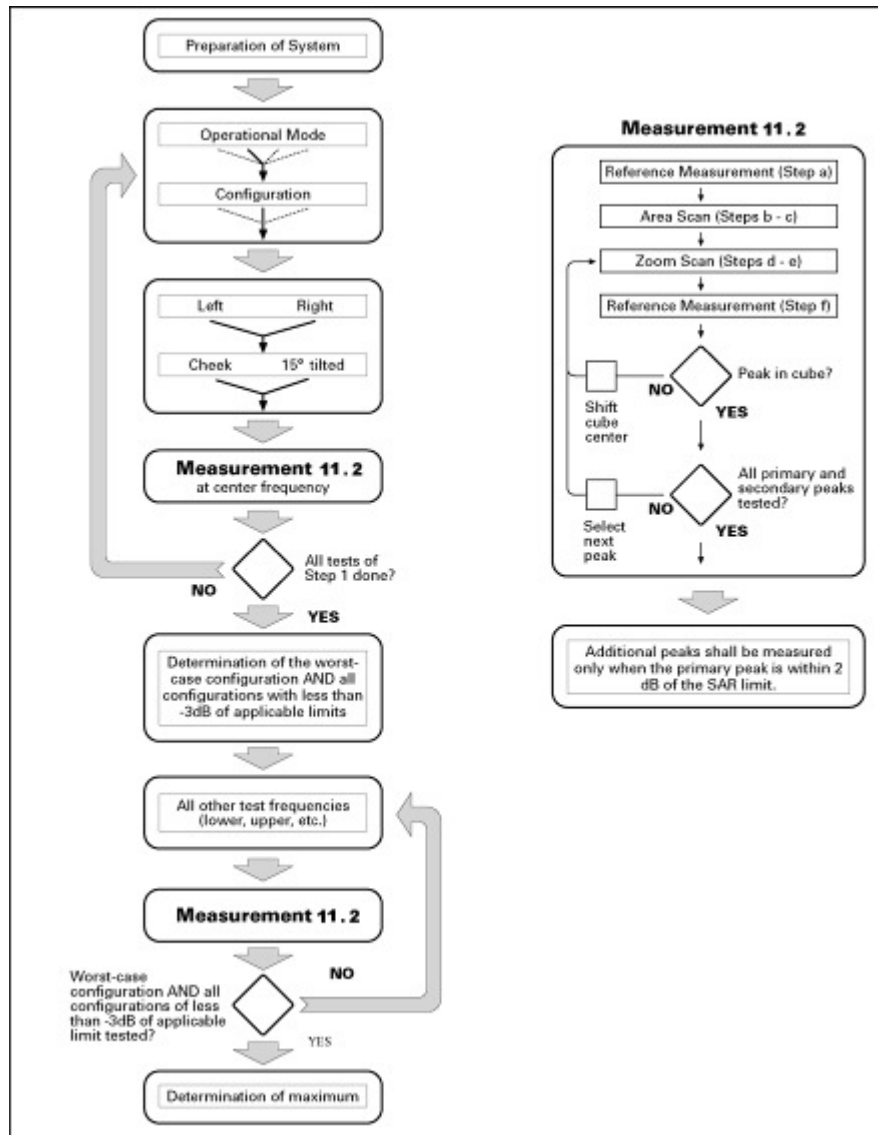 Preparation of System
Operational Mode
Configuration
Left Right
Cheek 15º tilted
Measurement 11.2
at center frequency
All tests of
Step 1 done?
NO
YES
Determination of the worst-
case configuration AND all
configurations with less than
-3dB of applicable limits
All other test frequencies
(lower, upper, etc.)
Measurement 11.2
NO
Worst-case
configuration AND all
configurations of less
than -3dB of applicable
limit tested?
YES
Determination of maximum
Measurement 11.2
Reference Measurement (Step a)
Area Scan (Steps b - c)
Zoom Scan (Steps d - e)
Reference Measurement (Step f)
Peak in cube?
NO
YES
Shift
cube
center
All primary and
secondary peaks
tested?
NO
YES
Select
next
peak
Additional peaks shall be measured
only when the primary peak is within 2
dB of the SAR limit.